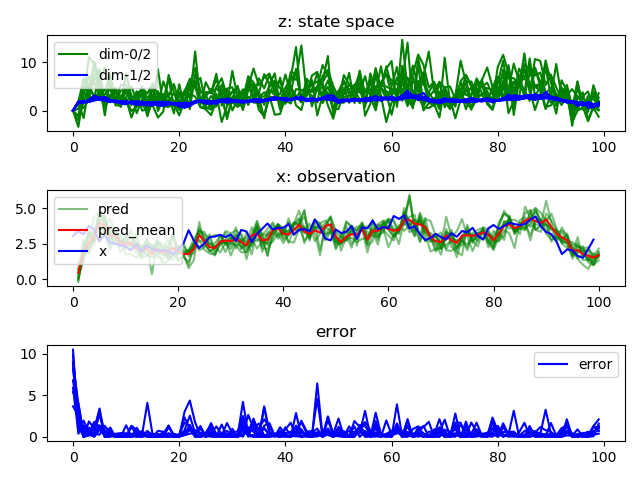 z: state space
10
0
dim-0/2
dim-1/2
0 20 40 60 80 100
x: observation
5.0
2.5
0.0
pred
pred_mean
x
0 20 40 60 80 100
error
10
5
0
error
0 20 40 60 80 100